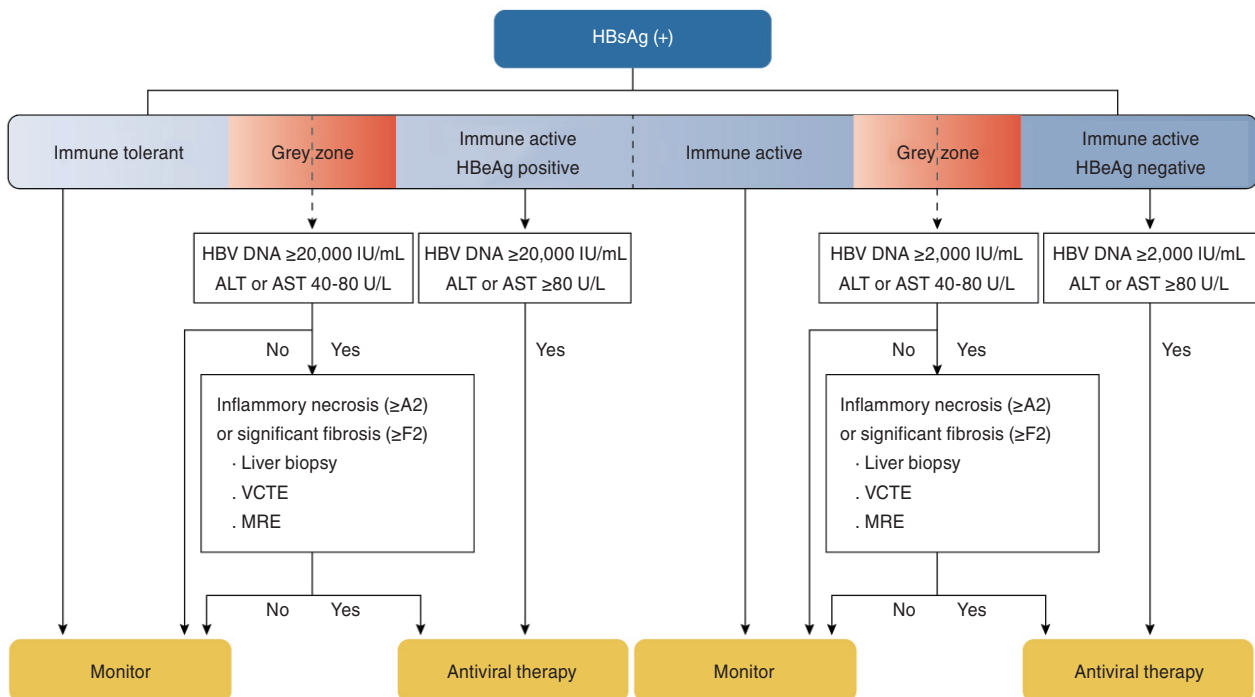 HBsAg (+)
Immune tolerant
Grey zone
Immune active
HBeAg positive
Immune active
Grey zone
Immune active
HBeAg negative
HBV DNA ≥20,000 IU/mL
ALT or AST 40-80 U/L
HBV DNA ≥20,000 IU/mL
ALT or AST ≥80 U/L
HBV DNA ≥2,000 IU/mL
ALT or AST 40-80 U/L
HBV DNA ≥2,000 IU/mL
ALT or AST ≥80 U/L
No Yes
Yes
No Yes
Yes
Inflammory necrosis (≥A2)
or significant fibrosis (≥F2)
· Liver biopsy
. VCTE
. MRE
Inflammory necrosis (≥A2)
or significant fibrosis (≥F2)
· Liver biopsy
. VCTE
. MRE
No Yes
No Yes
Monitor
Antiviral therapy
Monitor
Antiviral therapy